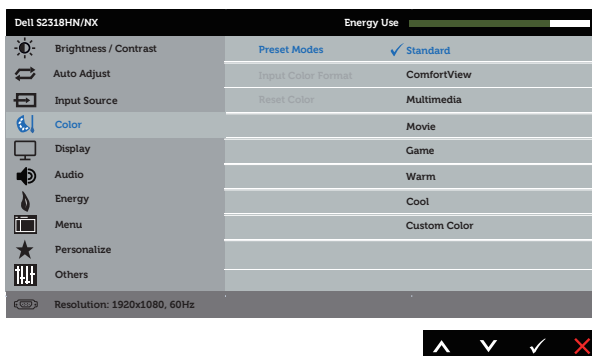 Dell S2318HN/NX Energy Use
Brightness / Contrast Preset Modes Standard
Auto Adjust Input Color Format ComfortView
Input Source Reset Color Multimedia
Color Movie
Display Game
Audio Warm
Energy Cool
Menu Custom Color
Personalize
Others
Resolution: 1920x1080, 60Hz